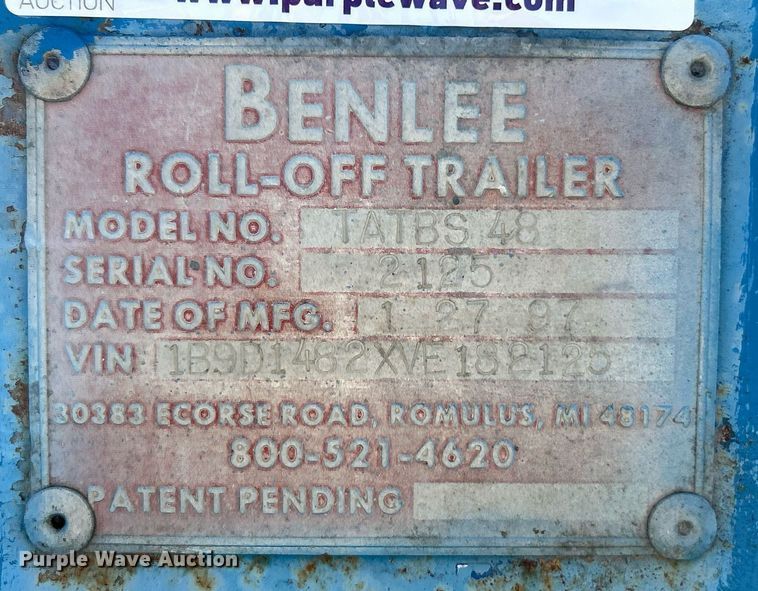 AUCTION www.purplewave.com
BENLEE
ROLL-OFF TRAILER
MODEL NO. TATBS 48
SERIAL NO. 2125
DATE OF MFG. 1 27 97
VIN 1B9D1482XVE182125
30383 ECORSE ROAD, ROMULUS, MI 48174
800-521-4620
PATENT PENDING
Purple Wave Auction